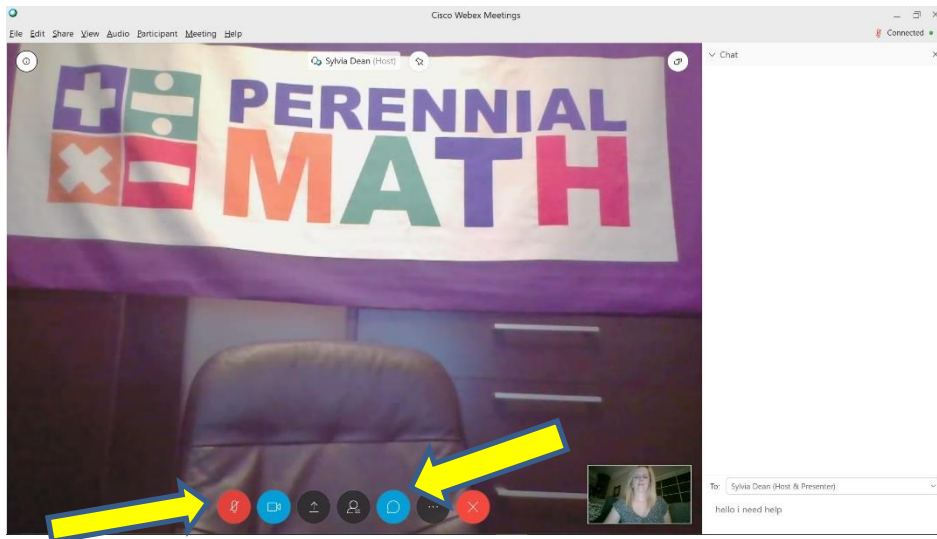 Cisco Webex Meetings
File Edit Share View Audio Participant Meeting Help
Connected
Sylvia Dean (Host)
Chat
PERENNIAL
MATH
To: Sylvia Dean (Host & Presenter)
hello i need help